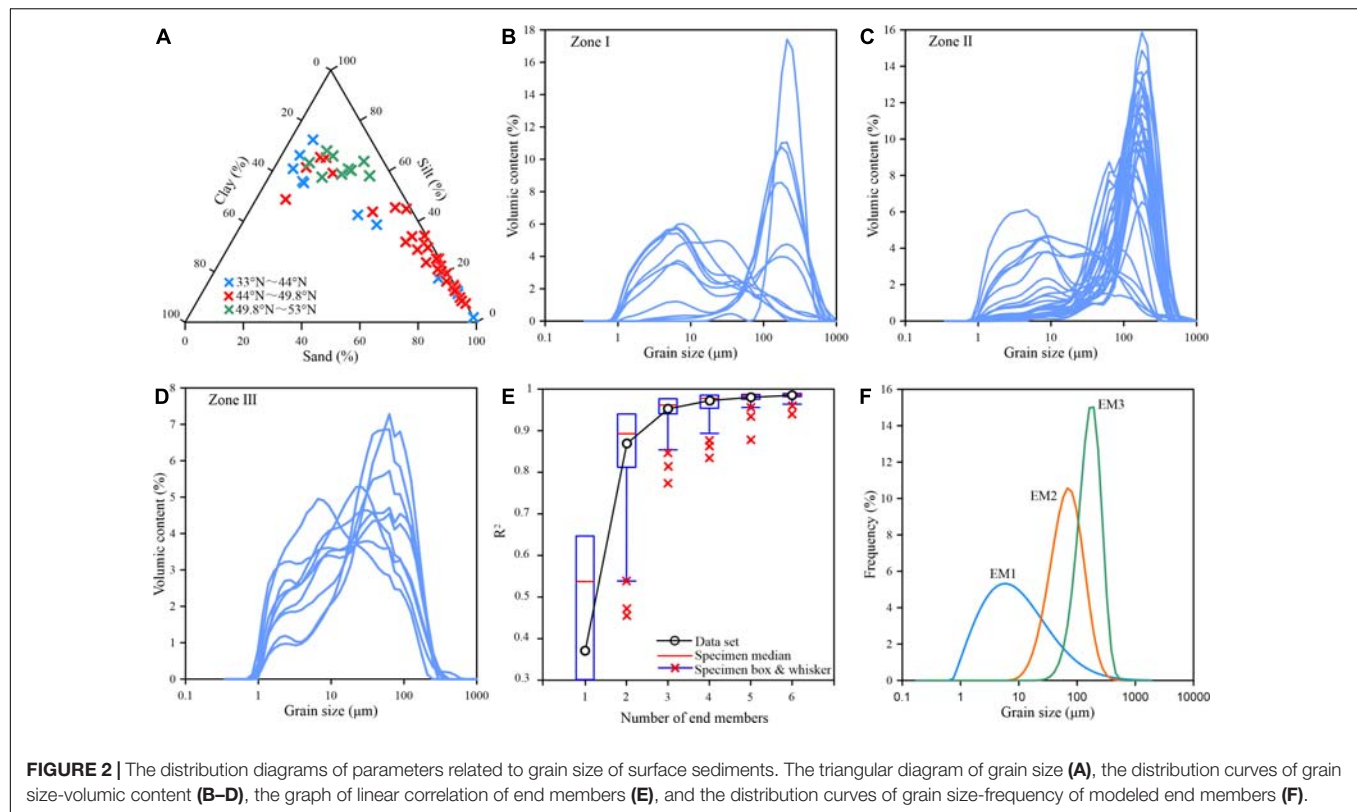 A
0
100
20
80
40
60
Clay (%)
Silt (%)
60
40
80
20
33°N～44°N
44°N～49.8°N
49.8°N～53°N
100
0
0
20
40
60
80
100
Sand (%)
B
Zone I
18
16
14
12
10
8
6
4
2
0
Volumic content (%)
0.1
1
10
100
1000
Grain size (μm)
C
Zone II
16
14
12
10
8
6
4
2
0
Volumic content (%)
0.1
1
10
100
1000
Grain size (μm)
D
Zone III
8
7
6
5
4
3
2
1
0
Volumic content (%)
0.1
1
10
100
1000
Grain size (μm)
E
1
0.9
0.8
0.7
0.6
0.5
0.4
0.3
R²
Data set
Specimen median
Specimen box & whisker
1
2
3
4
5
6
Number of end members
F
16
14
12
10
8
6
4
2
0
Frequency (%)
EM1
EM2
EM3
0.1
1
10
100
1000
10000
Grain size (μm)
FIGURE 2 | The distribution diagrams of parameters related to grain size of surface sediments. The triangular diagram of grain size (A), the distribution curves of grain
size-volumic content (B–D), the graph of linear correlation of end members (E), and the distribution curves of grain size-frequency of modeled end members (F).